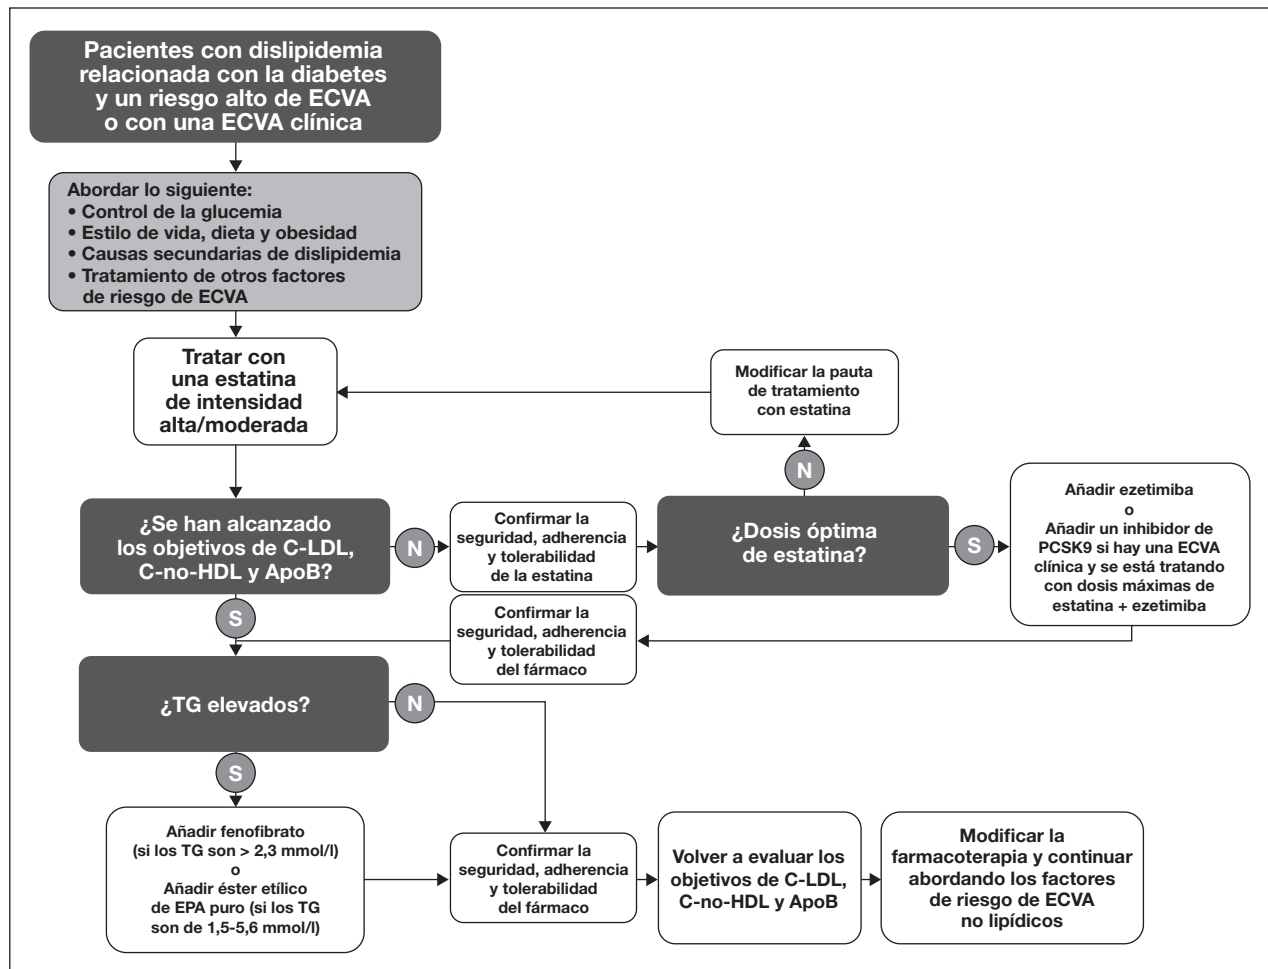 Pacientes con dislipidemia
relacionada con la diabetes
y un riesgo alto de ECVA
o con una ECVA clínica
Abordar lo siguiente:
• Control de la glucemia
• Estilo de vida, dieta y obesidad
• Causas secundarias de dislipidemia
• Tratamiento de otros factores
de riesgo de ECVA
Tratar con
una estatina
de intensidad
alta/moderada
Modificar la pauta
de tratamiento
con estatina
N
¿Se han alcanzado
los objetivos de C-LDL,
C-no-HDL y ApoB?
N
Confirmar la
seguridad, adherencia
y tolerabilidad
de la estatina
¿Dosis óptima
de estatina?
S
Añadir ezetimiba
o
Añadir un inhibidor de
PCSK9 si hay una ECVA
clínica y se está tratando
con dosis máximas de
estatina + ezetimiba
S
Confirmar la
seguridad, adherencia
y tolerabilidad
del fármaco
¿TG elevados?
N
S
Añadir fenofibrato
(si los TG son > 2,3 mmol/l)
o
Añadir éster etílico
de EPA puro (si los TG
son de 1,5-5,6 mmol/l)
Confirmar la
seguridad, adherencia
y tolerabilidad
del fármaco
Volver a evaluar los
objetivos de C-LDL,
C-no-HDL y ApoB
Modificar la
farmacoterapia y continuar
abordando los factores
de riesgo de ECVA
no lipídicos